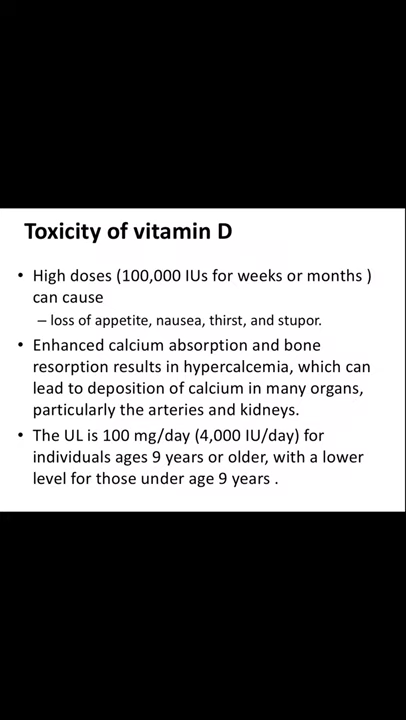 Toxicity of vitamin D
• High doses (100,000 IUs for weeks or months )
can cause
– loss of appetite, nausea, thirst, and stupor.
• Enhanced calcium absorption and bone
resorption results in hypercalcemia, which can
lead to deposition of calcium in many organs,
particularly the arteries and kidneys.
• The UL is 100 mg/day (4,000 IU/day) for
individuals ages 9 years or older, with a lower
level for those under age 9 years .